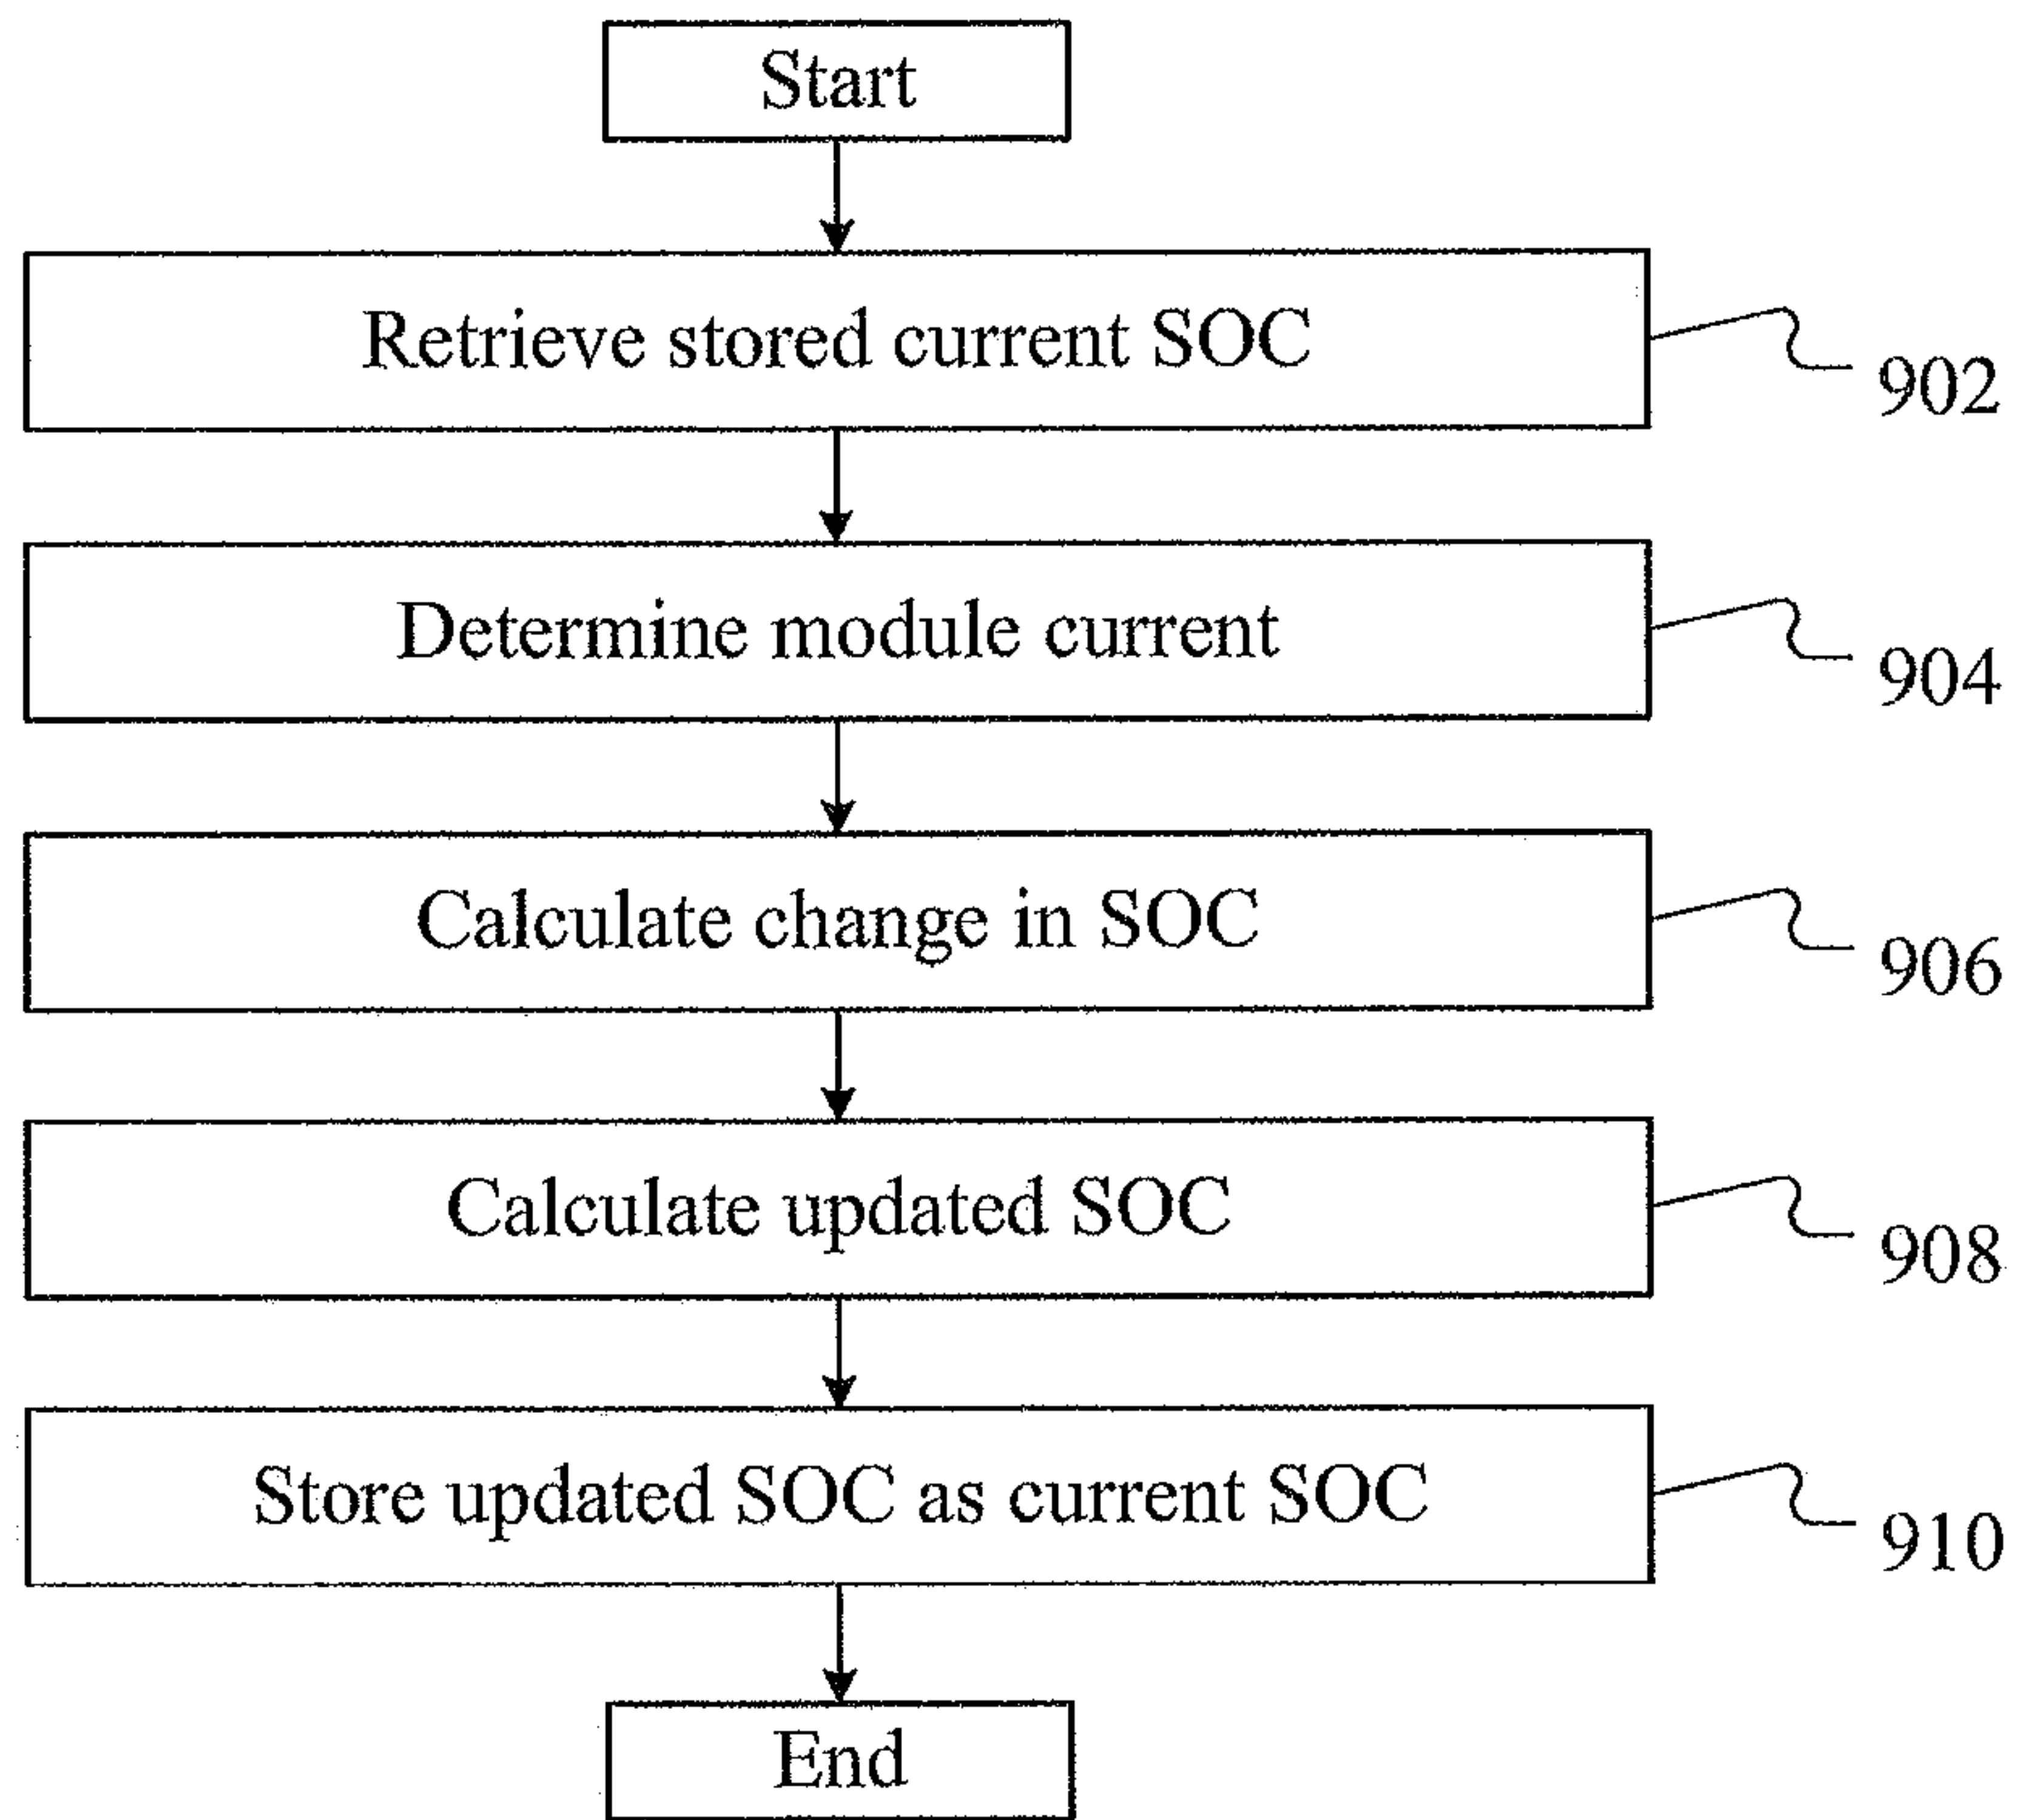 Start
Retrieve stored current SOC
902
Determine module current
904
Calculate change in SOC
906
Calculate updated SOC
908
Store updated SOC as current SOC
910
End